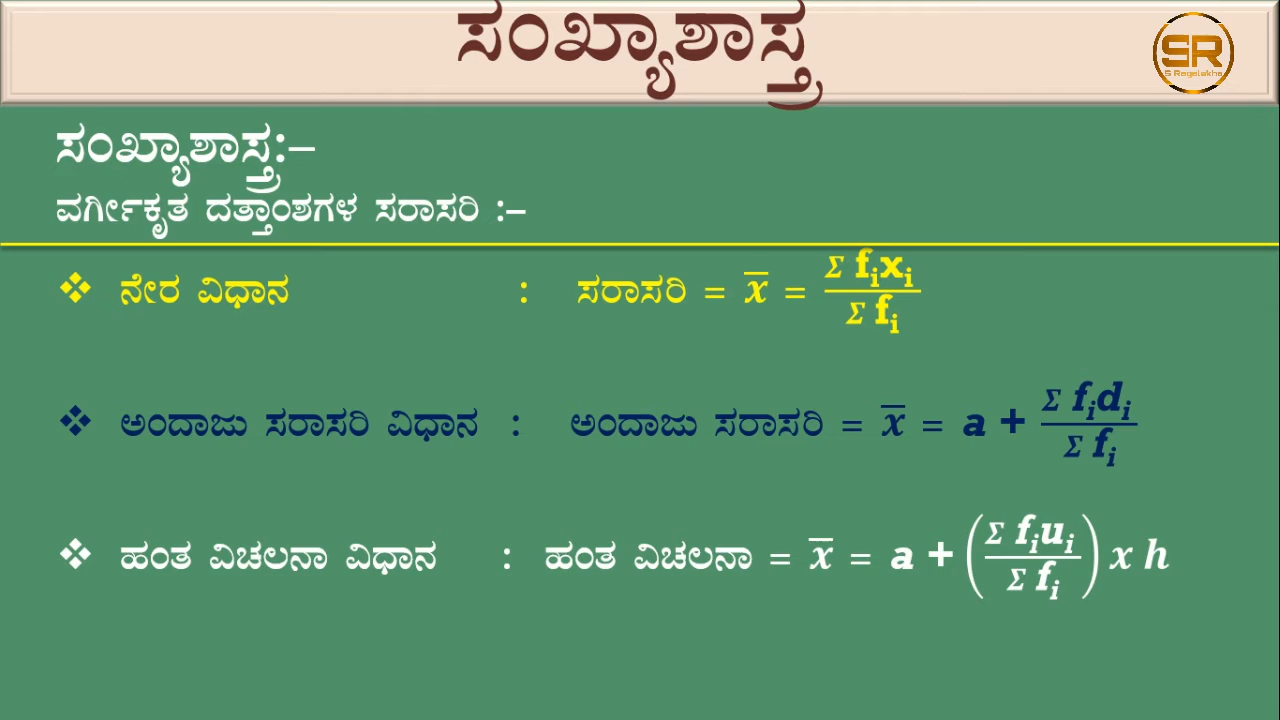 ಸಂಖ್ಯಾಶಾಸ್ತ್ರ
SR
S Ragalekha
ಸಂಖ್ಯಾಶಾಸ್ತ್ರ:–
ವರ್ಗೀಕೃತ ದತ್ತಾಂಶಗಳ ಸರಾಸರಿ :–
❖ ನೇರ ವಿಧಾನ : ಸರಾಸರಿ = x̄ = Σ fᵢxᵢ / Σ fᵢ
❖ ಅಂದಾಜು ಸರಾಸರಿ ವಿಧಾನ : ಅಂದಾಜು ಸರಾಸರಿ = x̄ = a + Σ fᵢdᵢ / Σ fᵢ
❖ ಹಂತ ವಿಚಲನಾ ವಿಧಾನ : ಹಂತ ವಿಚಲನಾ = x̄ = a + (Σ fᵢuᵢ / Σ fᵢ) x h